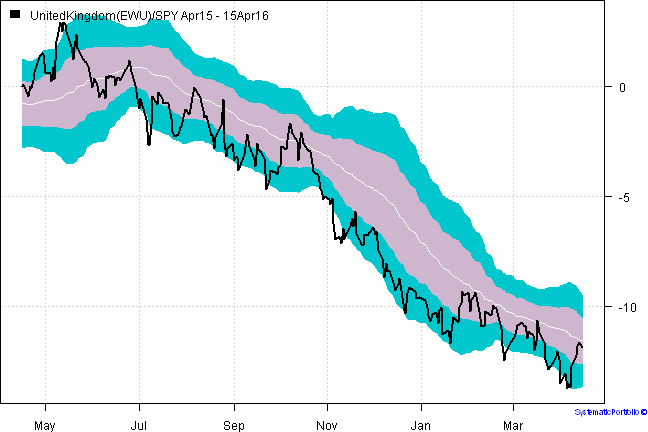 UnitedKingdom(EWU)/SPY Apr15 - 15Apr16
0
-5
-10
May Jul Sep Nov Jan Mar
SystematicPortfolio ©